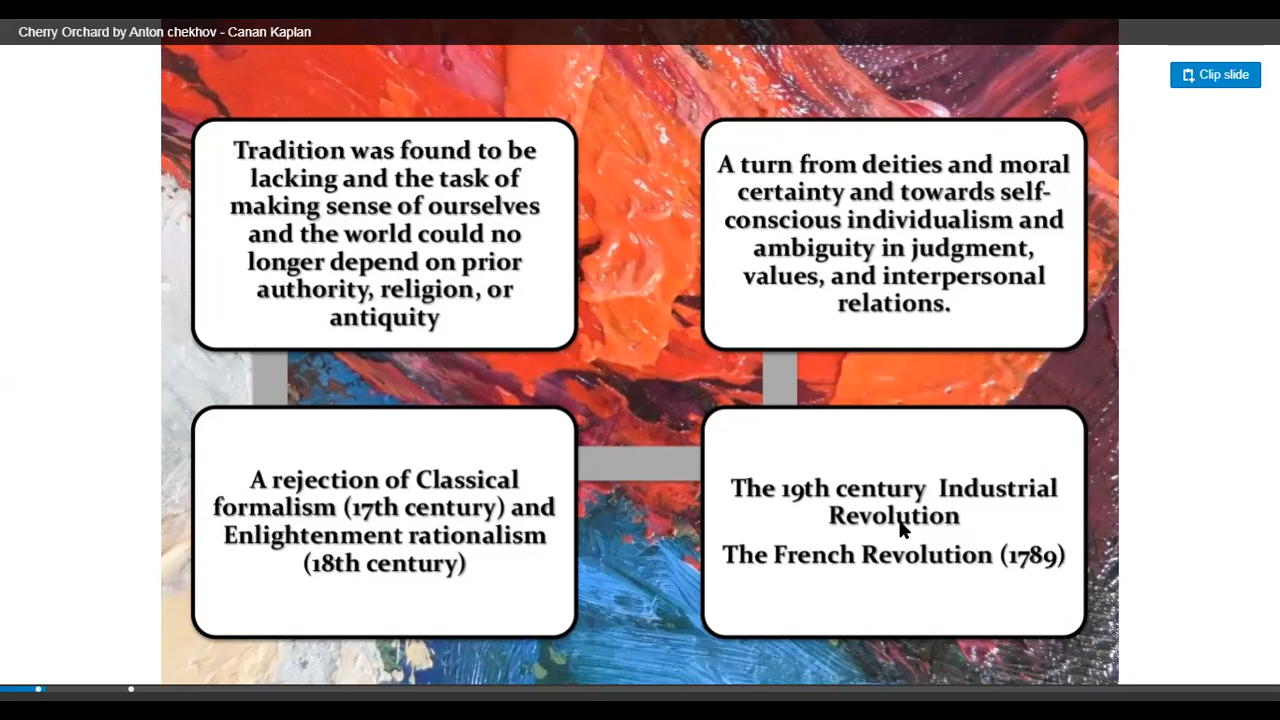 Cherry Orchard by Anton chekhov - Canan Kaplan
Clip slide
Tradition was found to be
lacking and the task of
making sense of ourselves
and the world could no
longer depend on prior
authority, religion, or
antiquity
A turn from deities and moral
certainty and towards self-
conscious individualism and
ambiguity in judgment,
values, and interpersonal
relations.
A rejection of Classical
formalism (17th century) and
Enlightenment rationalism
(18th century)
The 19th century  Industrial
Revolution
The French Revolution (1789)